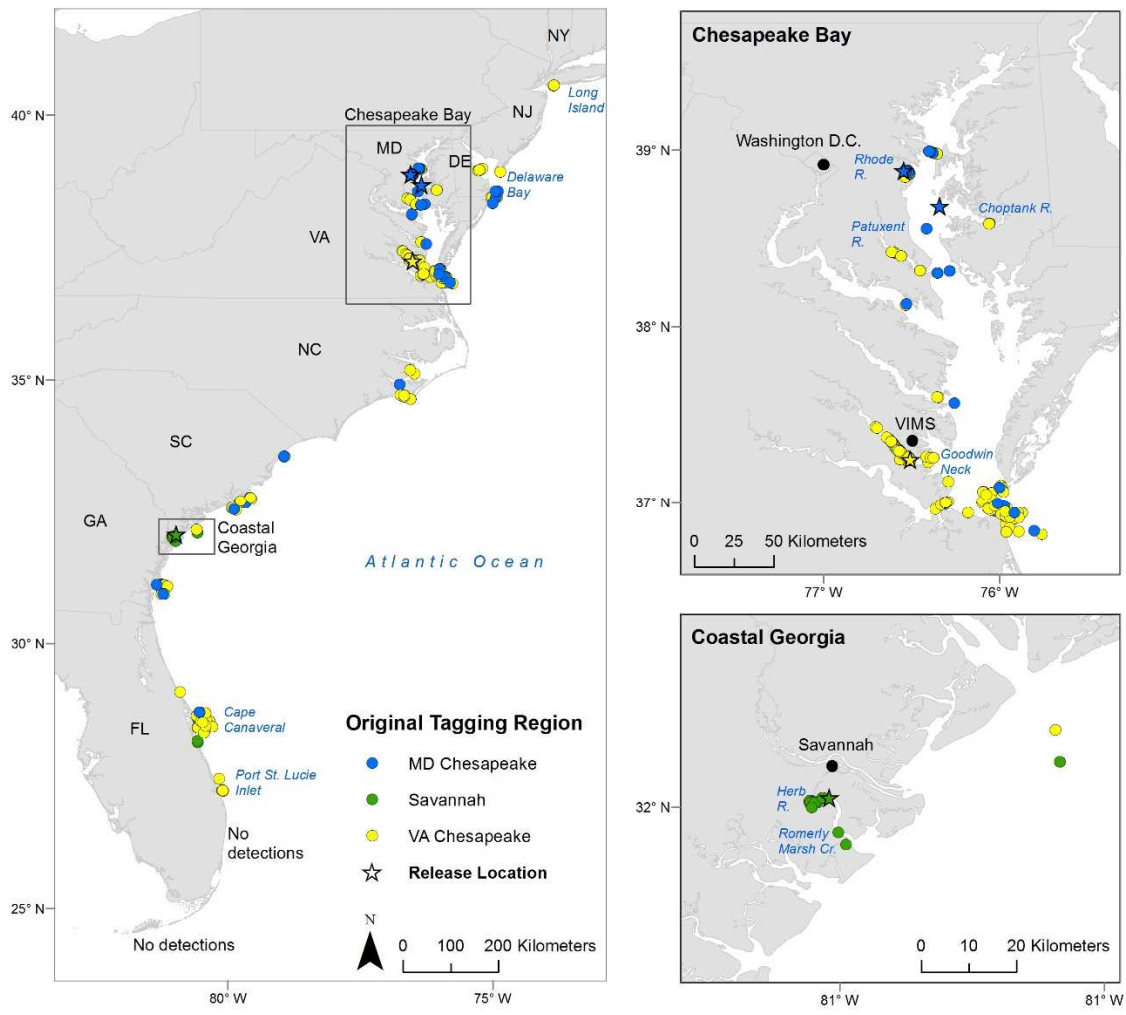 NY
40° N
Long
Island
NJ
Chesapeake Bay
MD
DE
Delaware
Bay
VA
35° N
NC
SC
GA
Coastal
Georgia
Atlantic Ocean
30° N
FL
Cape
Canaveral
Port St. Lucie
Inlet
No
detections
25° N
No detections
80° W
75° W
Original Tagging Region
MD Chesapeake
Savannah
VA Chesapeake
Release Location
N
0 100 200 Kilometers
Chesapeake Bay
39° N
Washington D.C.
Rhode
R.
Choptank R.
Patuxent
R.
38° N
VIMS
Goodwin
Neck
37° N
0 25 50 Kilometers
77° W
76° W
Coastal Georgia
Savannah
Herb
R.
32° N
Romerly
Marsh Cr.
0 10 20 Kilometers
81° W
81° W